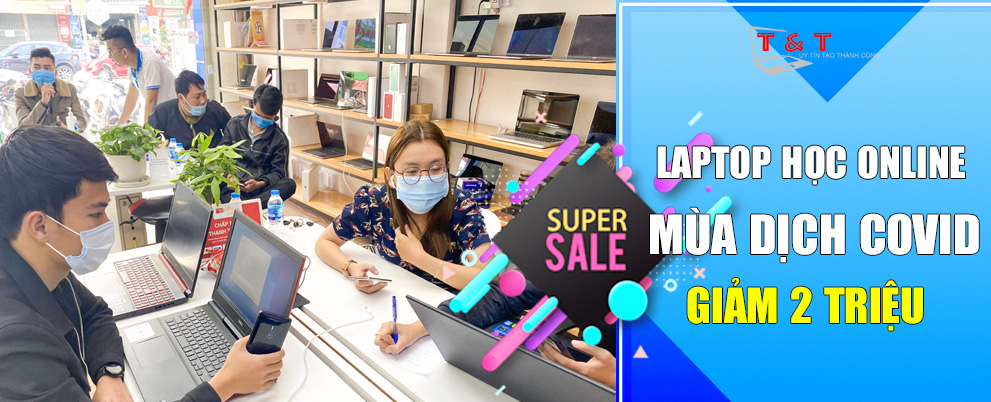 T & T
UY TÍN TẠO THÀNH CÔNG
LAPTOP HỌC ONLINE
MÙA DỊCH COVID
GIẢM 2 TRIỆU
SUPER
SALE